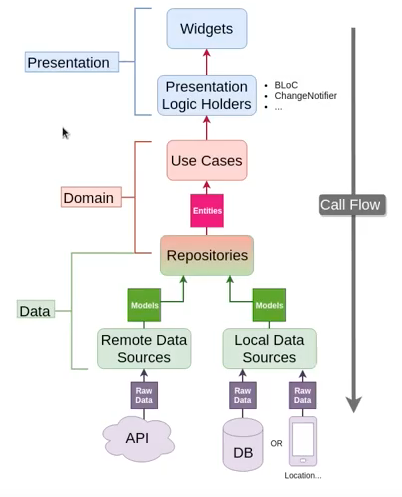 Widgets
Presentation
Presentation
Logic Holders
BLoC
ChangeNotifier
...
Use Cases
Domain
Entities
Call Flow
Repositories
Data
Models
Models
Remote Data
Sources
Local Data
Sources
Raw
Data
Raw
Data
Raw
Data
API
DB
OR
Location...